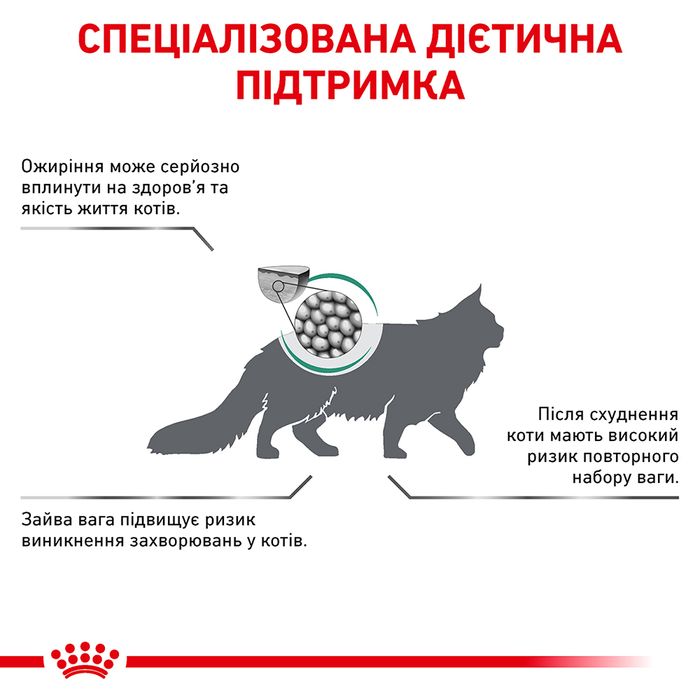 СПЕЦІАЛІЗОВАНА ДІЄТИЧНА
ПІДТРИМКА
Ожиріння може серйозно
вплинути на здоров’я та
якість життя котів.
Після схуднення
коти мають високий
ризик повторного
набору ваги.
Зайва вага підвищує ризик
виникнення захворювань у котів.